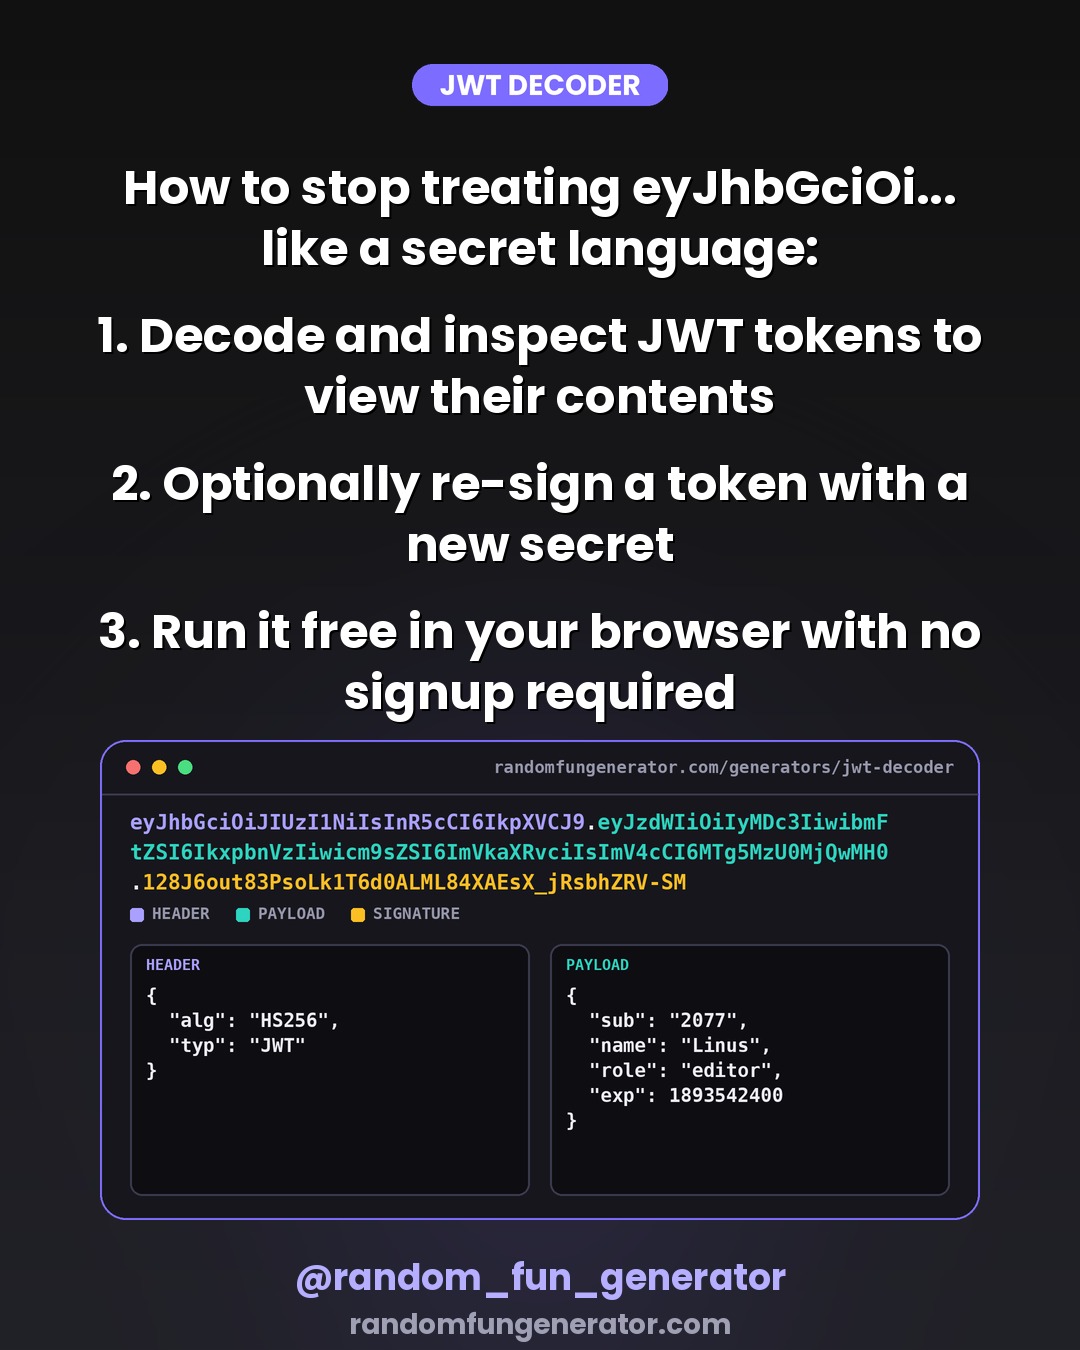 JWT DECODER
How to stop treating eyJhbGciOi...
like a secret language:
1. Decode and inspect JWT tokens to
view their contents
2. Optionally re-sign a token with a
new secret
3. Run it free in your browser with no
signup required
randomfungenerator.com/generators/jwt-decoder
eyJhbGciOiJIUzI1NiIsInR5cCI6IkpXVCJ9.eyJzdWIiOiIyMDc3IiwibmF
tZSI6IkxpbnVzIiwicm9sZSI6ImVkaXRvciIsImV4cCI6MTg5MzU0MjQwMH0
.128J6out83PsoLk1T6d0ALML84XAEsX_jRsbhZRV-SM
HEADER PAYLOAD SIGNATURE
HEADER
{
  "alg": "HS256",
  "typ": "JWT"
}
PAYLOAD
{
  "sub": "2077",
  "name": "Linus",
  "role": "editor",
  "exp": 1893542400
}
@random_fun_generator
randomfungenerator.com